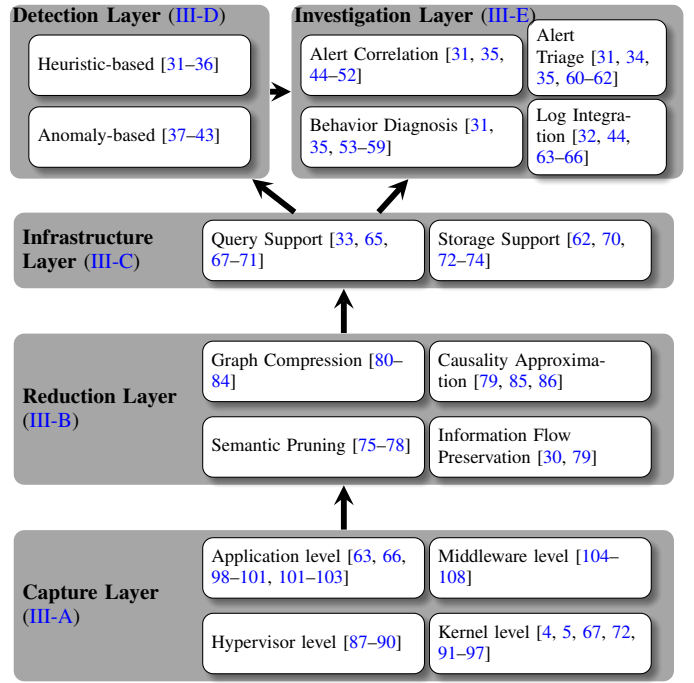 Detection Layer (III-D)
Heuristic-based [31–36]
Anomaly-based [37–43]
Investigation Layer (III-E)
Alert Correlation [31, 35,
44–52]
Alert
Triage [31, 34,
35, 60–62]
Behavior Diagnosis [31,
35, 53–59]
Log Integra-
tion [32, 44,
63–66]
Infrastructure
Layer (III-C)
Query Support [33, 65,
67–71]
Storage Support [62, 70,
72–74]
Reduction Layer
(III-B)
Graph Compression [80–
84]
Causality Approxima-
tion [79, 85, 86]
Semantic Pruning [75–78]
Information Flow
Preservation [30, 79]
Capture Layer
(III-A)
Application level [63, 66,
98–101, 101–103]
Middleware level [104–
108]
Hypervisor level [87–90]
Kernel level [4, 5, 67, 72,
91–97]